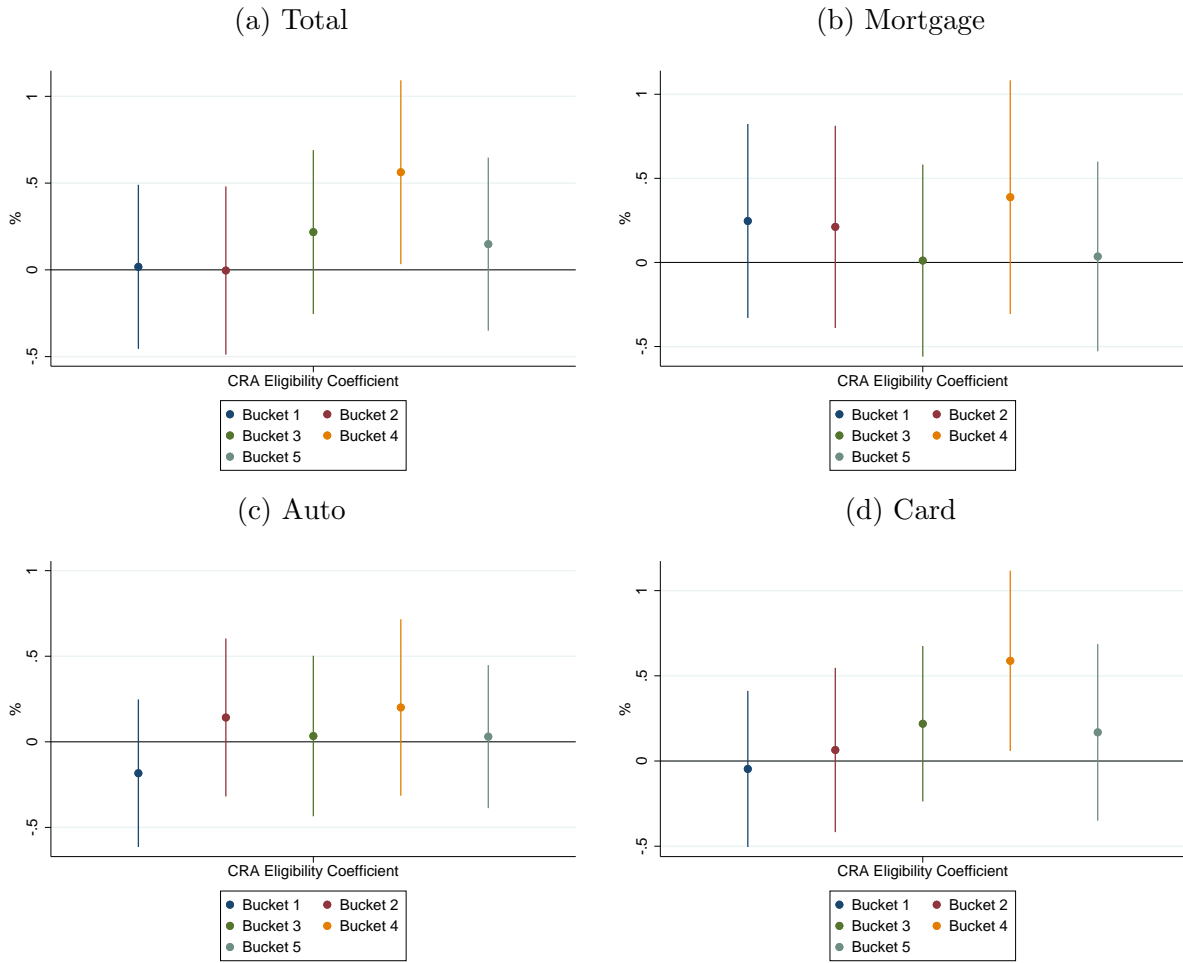 (a) Total
1
.5
0
-.5
%
CRA Eligibility Coefficient
Bucket 1 Bucket 2
Bucket 3 Bucket 4
Bucket 5
(b) Mortgage
1
.5
0
-.5
%
CRA Eligibility Coefficient
Bucket 1 Bucket 2
Bucket 3 Bucket 4
Bucket 5
(c) Auto
1
.5
0
-.5
%
CRA Eligibility Coefficient
Bucket 1 Bucket 2
Bucket 3 Bucket 4
Bucket 5
(d) Card
1
.5
0
-.5
%
CRA Eligibility Coefficient
Bucket 1 Bucket 2
Bucket 3 Bucket 4
Bucket 5